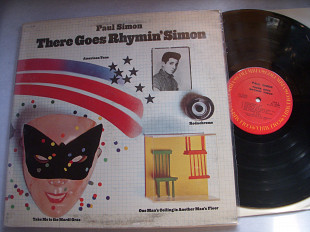 Paul Simon
There Goes Rhymin' Simon
American Tune
Kodachrome
Take Me to the Mardi Gras
One Man's Ceiling Is Another Man's Floor